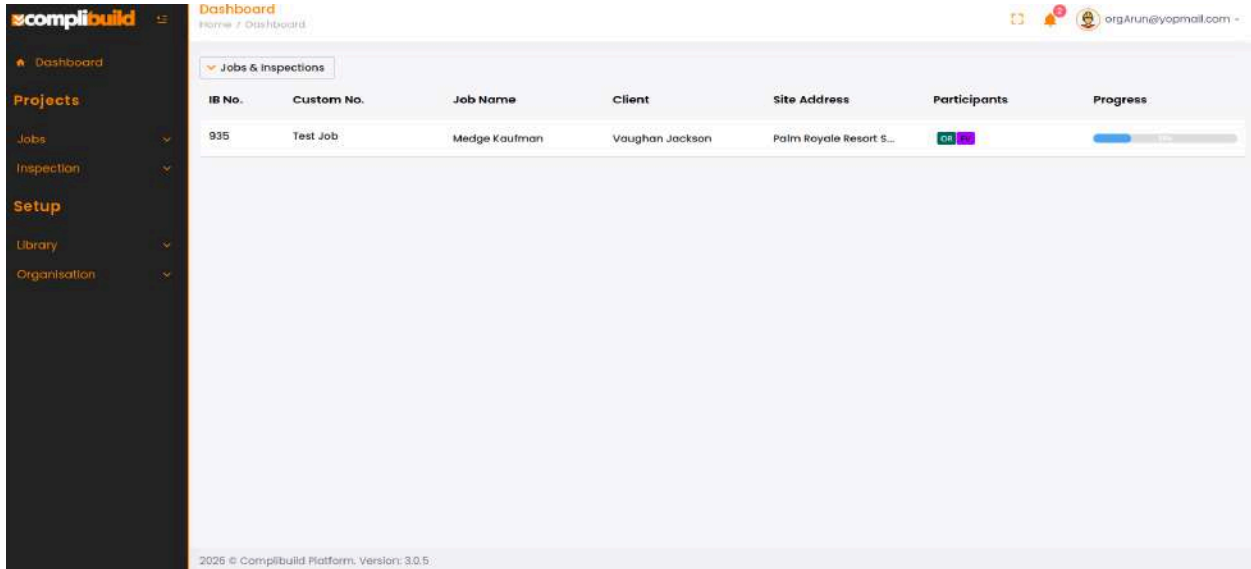 complibuild
Dashboard
Home / Dashboard
2
orgArun@yopmail.com
Dashboard
Projects
Jobs
Inspection
Setup
Library
Organisation
Jobs & Inspections
IB No. Custom No. Job Name Client Site Address Participants Progress
935 Test Job Medge Kaufman Vaughan Jackson Palm Royale Resort S... OR
2026 © Complibuild Platform. Version: 3.0.5